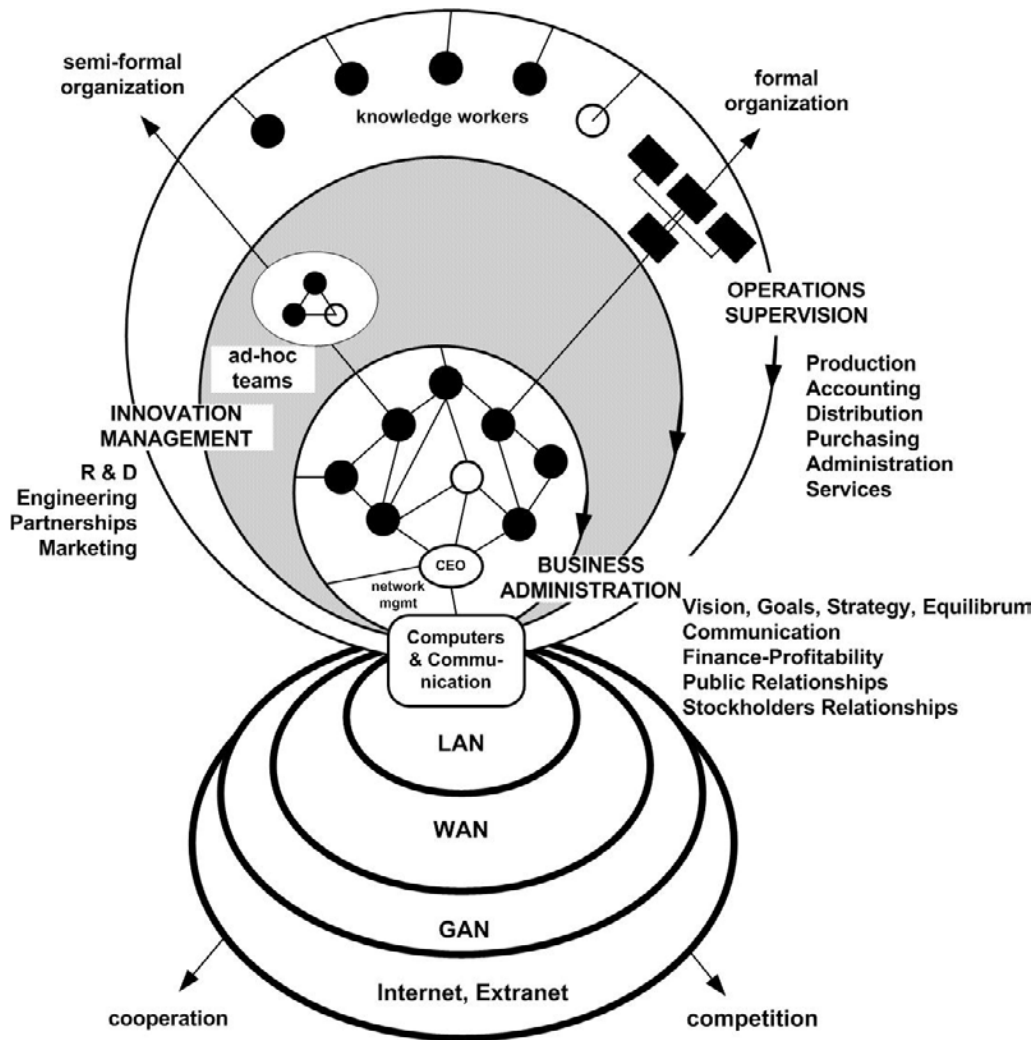 semi-formal
organization
formal
organization
knowledge workers
OPERATIONS
SUPERVISION
Production
Accounting
Distribution
Purchasing
Administration
Services
ad-hoc
teams
INNOVATION
MANAGEMENT
R & D
Engineering
Partnerships
Marketing
CEO
network
mgmt
BUSINESS
ADMINISTRATION
Vision, Goals, Strategy, Equilibrum
Communication
Finance-Profitability
Public Relationships
Stockholders Relationships
Computers
& Commu-
nication
LAN
WAN
GAN
Internet, Extranet
cooperation
competition